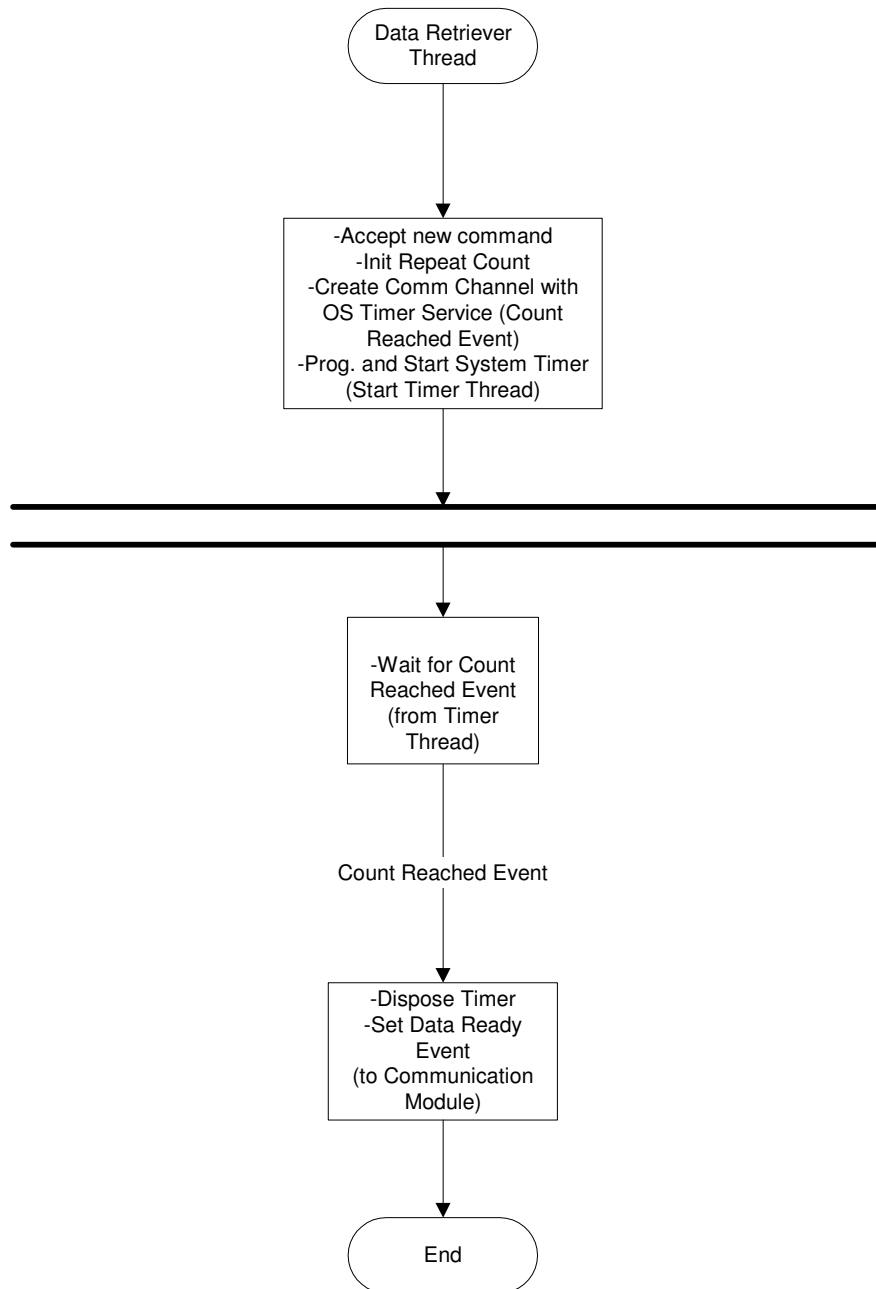 Data Retriever
Thread
-Accept new command
-Init Repeat Count
-Create Comm Channel with
OS Timer Service (Count
Reached Event)
-Prog. and Start System Timer
(Start Timer Thread)
-Wait for Count
Reached Event
(from Timer
Thread)
Count Reached Event
-Dispose Timer
-Set Data Ready
Event
(to Communication
Module)
End